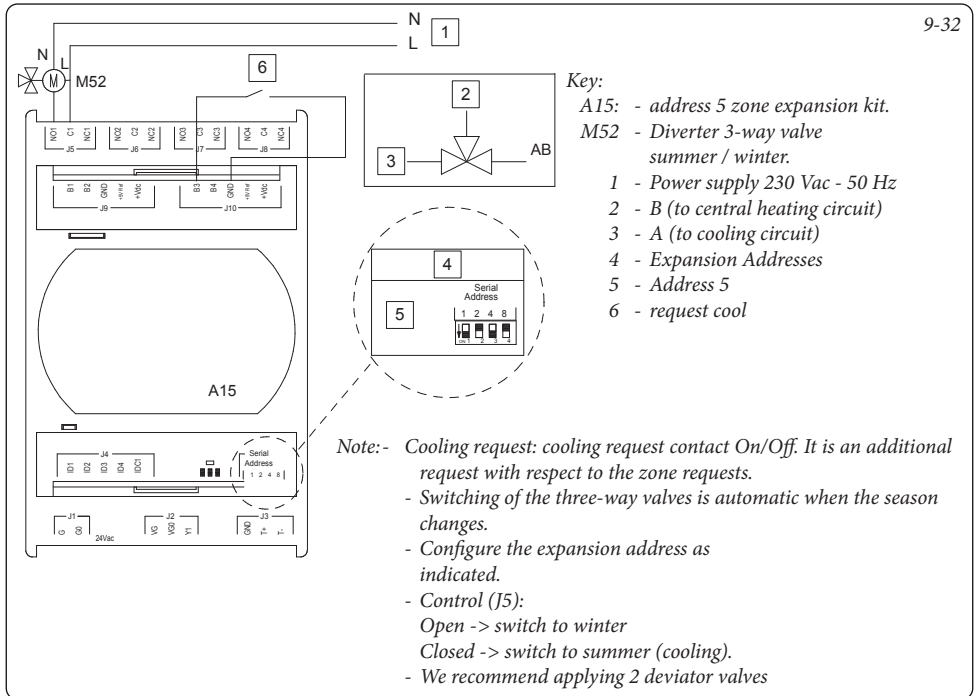 9-32
N
L
1
N
L
M52
6
NO1 C1 NC1 NO2 C2 NC2 NO3 C3 NC3 NO4 C4 NC4
J5 J6 J7 J8
B1 B2 GND +5V Ref +Vdc B3 B4 GND +5V Ref +Vdc
J9 J10
2
3
AB
4
Serial
Address
5
1 2 4 8
ON 1 2 3 4
A15
J4
ID1 ID2 ID3 ID4 IDC1
Serial
Address
1 2 4 8
J1 J2 J3
G G0 VG VG0 Y1 GND T+ T-
24Vac
Key:
A15: - address 5 zone expansion kit.
M52 - Diverter 3-way valve
summer / winter.
1 - Power supply 230 Vac - 50 Hz
2 - B (to central heating circuit)
3 - A (to cooling circuit)
4 - Expansion Addresses
5 - Address 5
6 - request cool
Note:- Cooling request: cooling request contact On/Off. It is an additional
request with respect to the zone requests.
- Switching of the three-way valves is automatic when the season
changes.
- Configure the expansion address as
indicated.
- Control (J5):
Open -> switch to winter
Closed -> switch to summer (cooling).
- We recommend applying 2 deviator valves